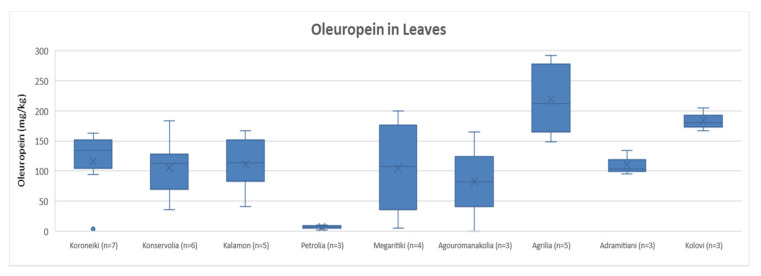 Oleuropein in Leaves
Oleuropein (mg/kg)
300
250
200
150
100
50
0
Koroneiki (n=7) Konservolia (n=6) Kalamon (n=5) Petrolia (n=3) Megaritiki (n=4) Agouromanakolia (n=3) Agrilia (n=5) Adramitiani (n=3) Kolovi (n=3)